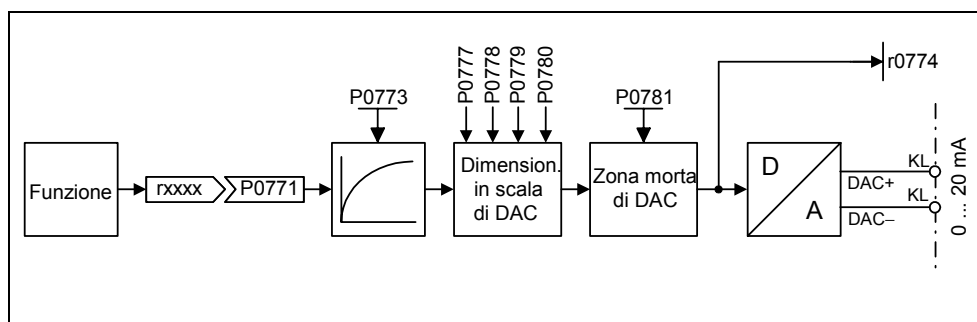 P0777
P0778
P0779
P0780
r0774
P0773
P0781
Funzione
rxxxx
P0771
Dimension.
in scala
di DAC
Zona morta
di DAC
D
A
KL
DAC+
KL
DAC−
0 ... 20 mA